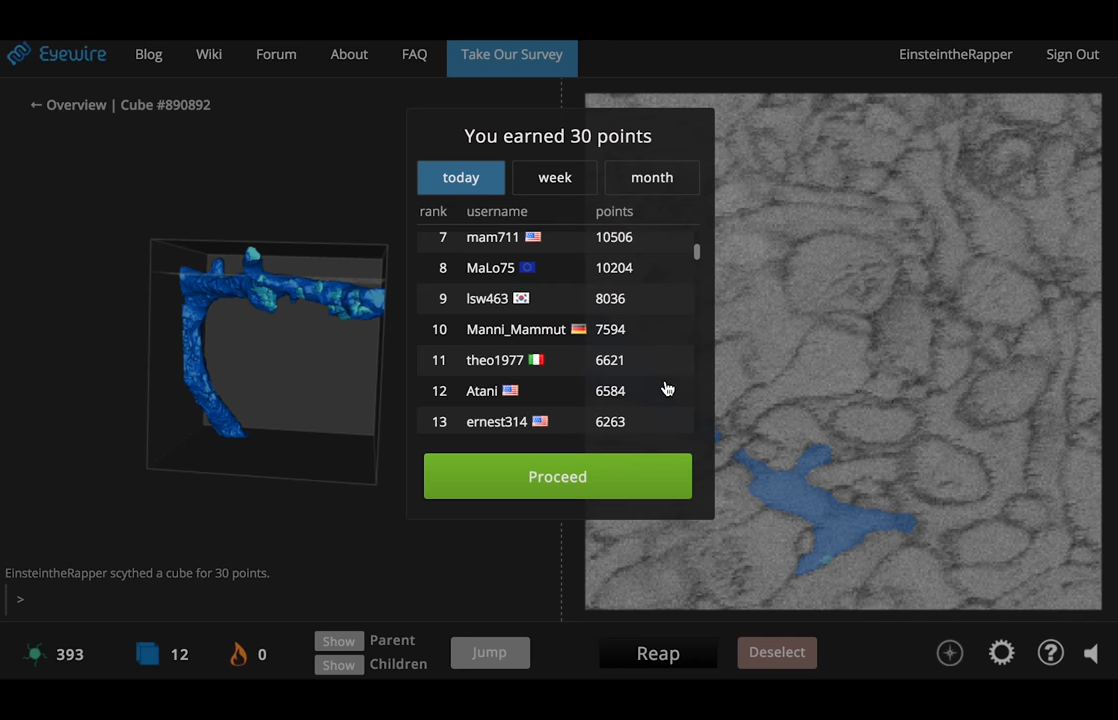 Eyewire Blog Wiki Forum About FAQ Take Our Survey EinsteintheRapper Sign Out
← Overview | Cube #890892
You earned 30 points
today week month
rank username points
7 mam711 10506
8 MaLo75 10204
9 lsw463 8036
10 Manni_Mammut 7594
11 theo1977 6621
12 Atani 6584
13 ernest314 6263
Proceed
EinsteintheRapper scythed a cube for 30 points.
>
393 12 0 Show Parent Jump Reap Deselect ?
Show Children